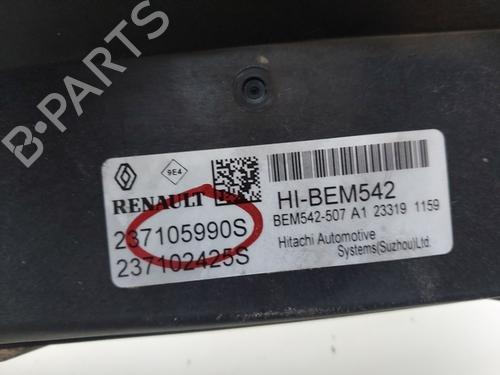 B-PARTS
9E4
RENAULT
237105990S
237102425S
HI-BEM542
BEM542-507 A1 23319 1159
Hitachi Automotive
Systems(Suzhou)Ltd.